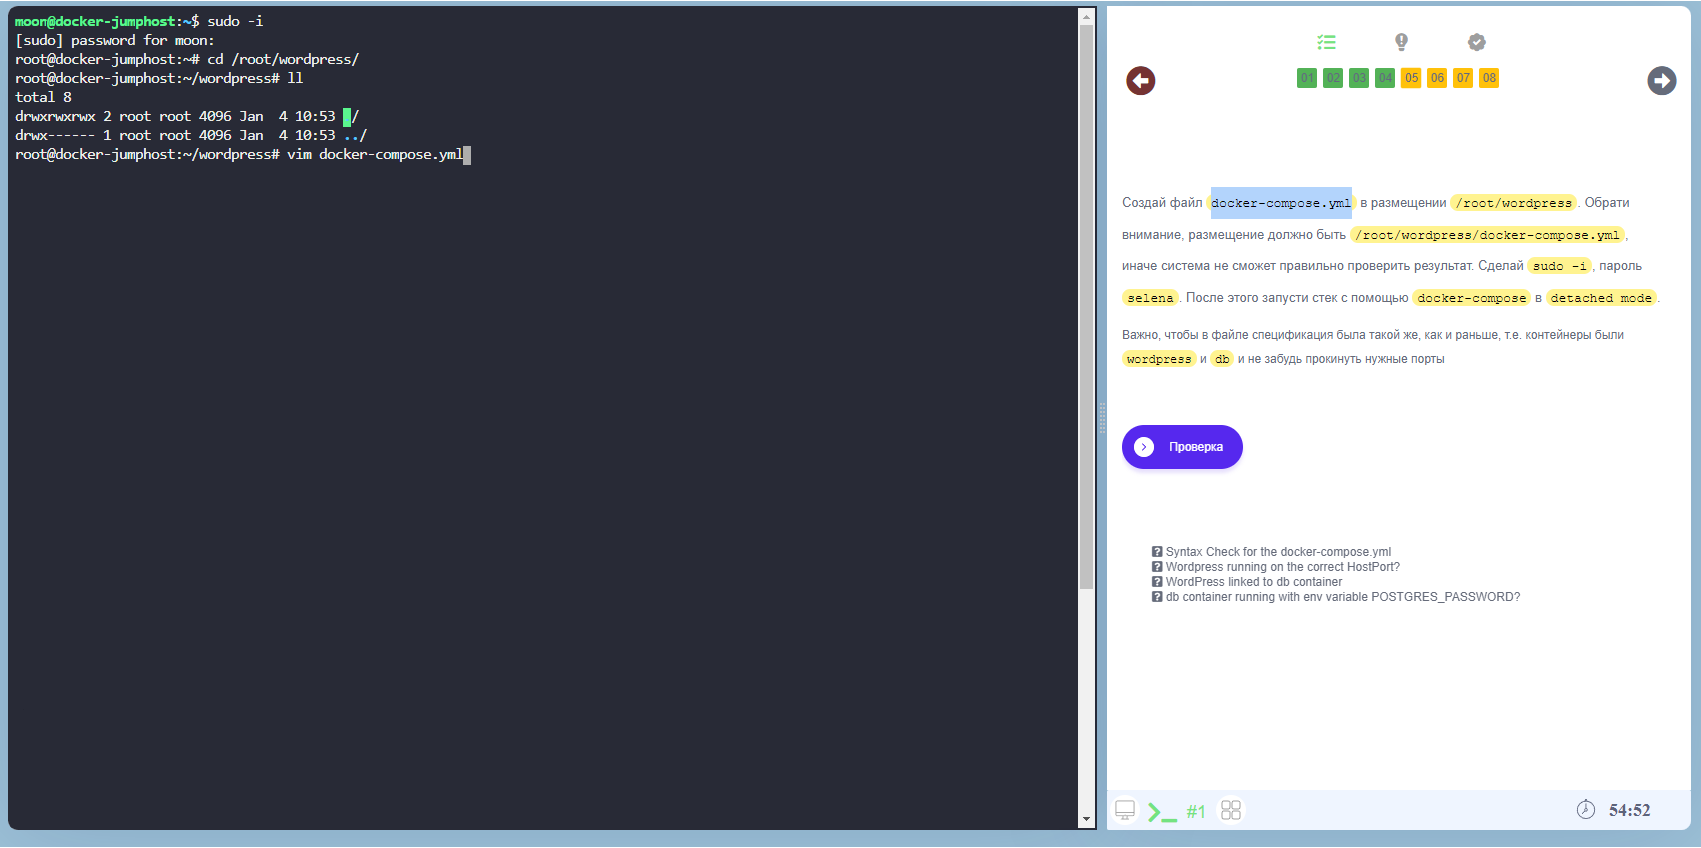 moon@docker-jumphost:~$ sudo -i
[sudo] password for moon:
root@docker-jumphost:~# cd /root/wordpress/
root@docker-jumphost:~/wordpress# ll
total 8
drwxrwxrwx 2 root root 4096 Jan  4 10:53 ./
drwx------ 1 root root 4096 Jan  4 10:53 ../
root@docker-jumphost:~/wordpress# vim docker-compose.yml
01 02 03 04 05 06 07 08
Создай файл docker-compose.yml в размещении /root/wordpress. Обрати
внимание, размещение должно быть /root/wordpress/docker-compose.yml,
иначе система не сможет правильно проверить результат. Сделай sudo -i, пароль
selena. После этого запусти стек с помощью docker-compose в detached mode.
Важно, чтобы в файле спецификация была такой же, как и раньше, т.е. контейнеры были
wordpress и db и не забудь прокинуть нужные порты
Проверка
? Syntax Check for the docker-compose.yml
? Wordpress running on the correct HostPort?
? WordPress linked to db container
? db container running with env variable POSTGRES_PASSWORD?
#1
54:52